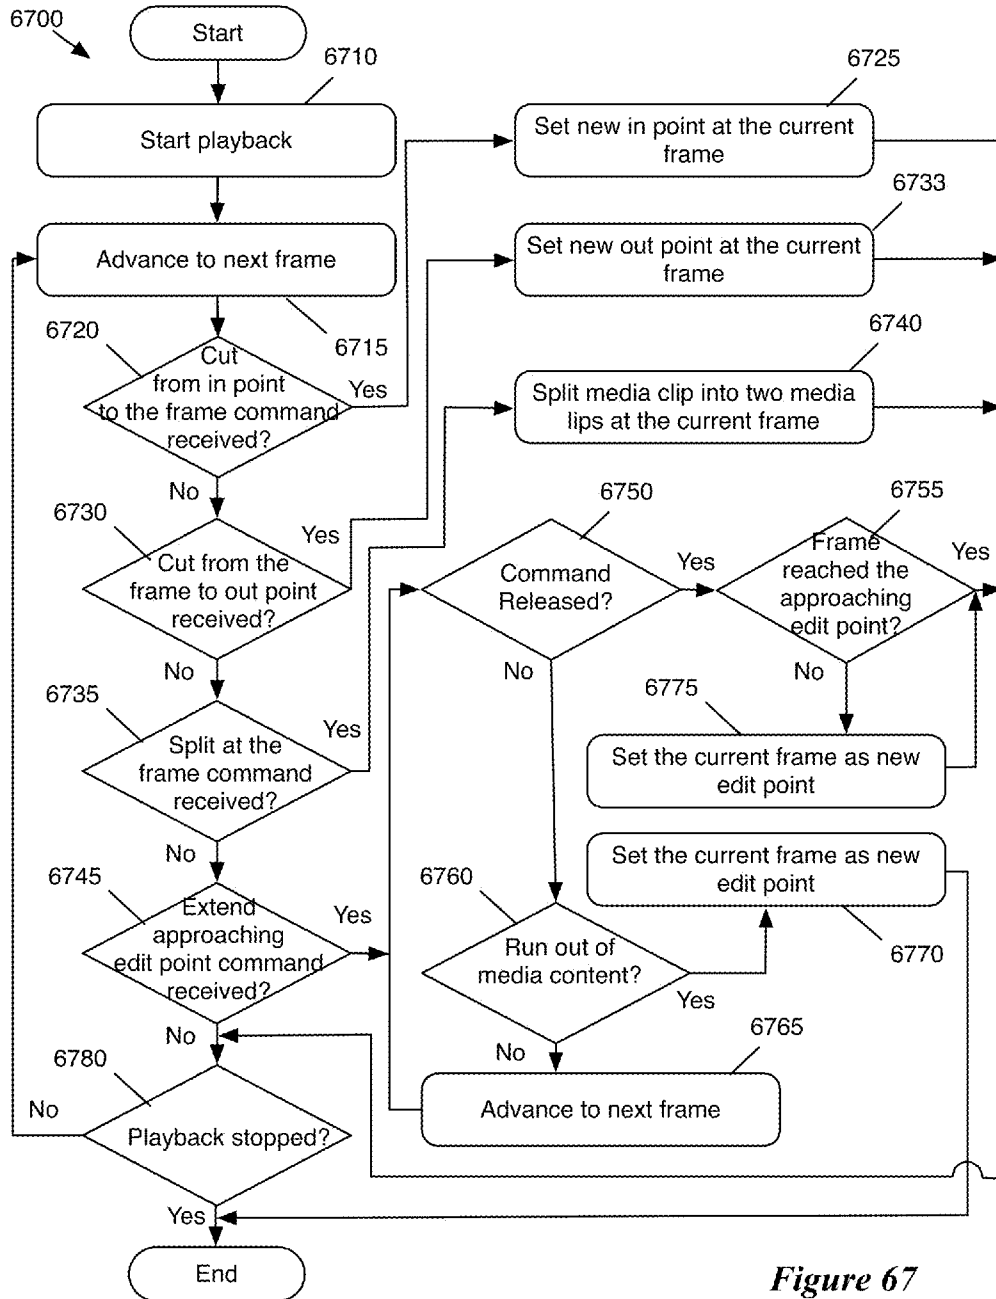 6700
Start
6710
Start playback
6725
Set new in point at the current
frame
6733
Advance to next frame
Set new out point at the current
frame
6715
6720
Cut
from in point
to the frame command
received?
Yes
6740
Split media clip into two media
lips at the current frame
No
6730
Cut from the
frame to out point
received?
Yes
6750
Command
Released?
Yes
6755
Frame
reached the
approaching
edit point?
Yes
No
No
No
6735
Split at the
frame command
received?
Yes
6775
Set the current frame as new
edit point
No
6745
Extend
approaching
edit point command
received?
Yes
6760
Run out of
media content?
Yes
Set the current frame as new
edit point
6770
No
No
6765
Advance to next frame
6780
Playback stopped?
No
Yes
End
Figure 67